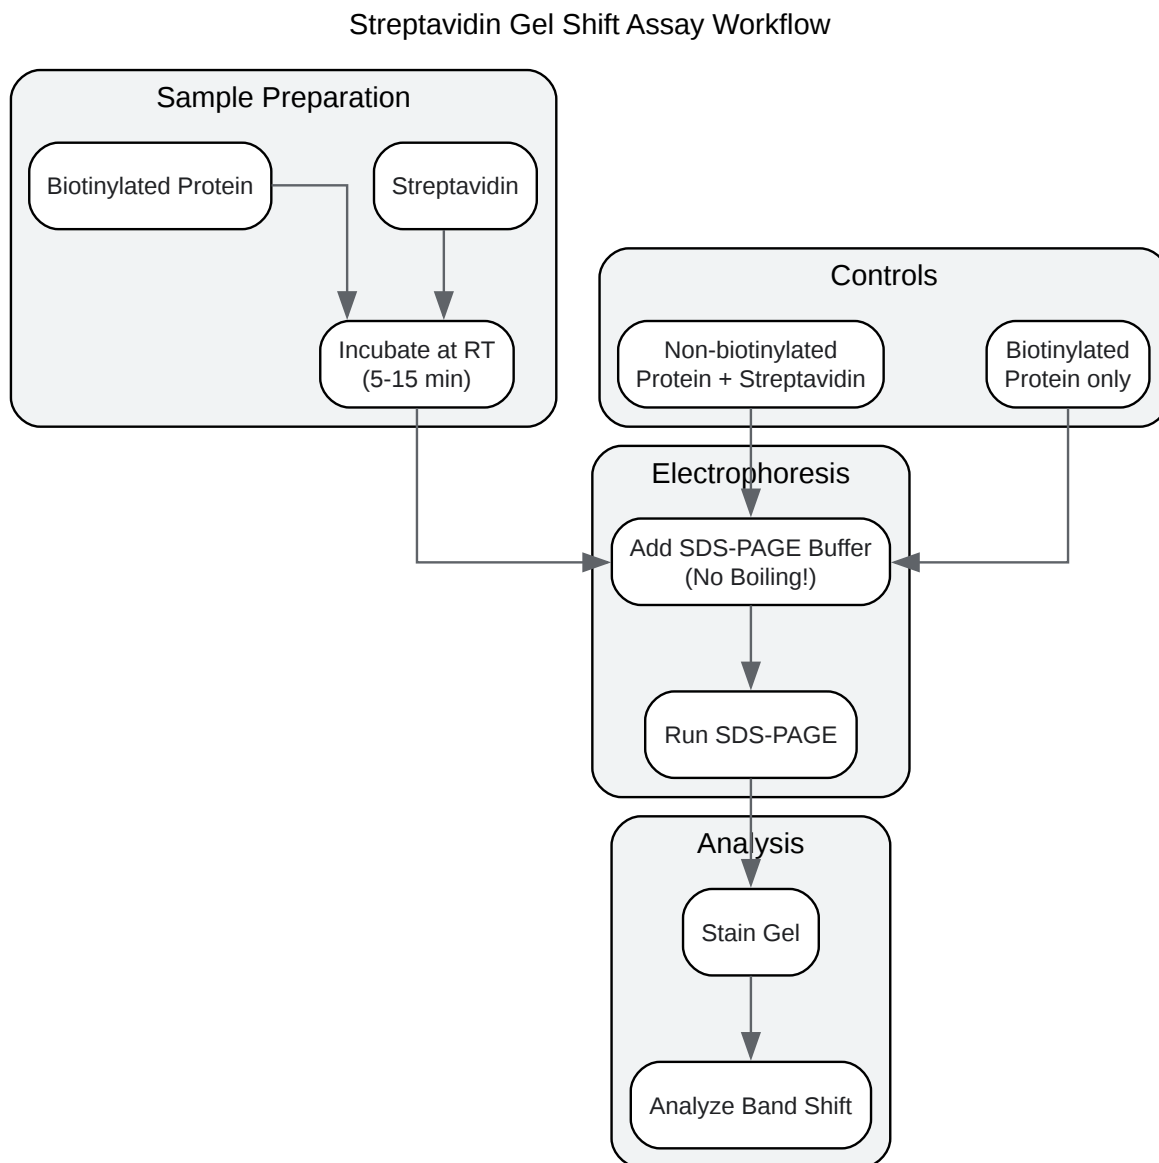 Streptavidin Gel Shift Assay Workflow
Sample Preparation
Biotinylated Protein
Streptavidin
Incubate at RT
(5-15 min)
Controls
Non-biotinylated
Protein + Streptavidin
Biotinylated
Protein only
Electrophoresis
Add SDS-PAGE Buffer
(No Boiling!)
Run SDS-PAGE
Analysis
Stain Gel
Analyze Band Shift